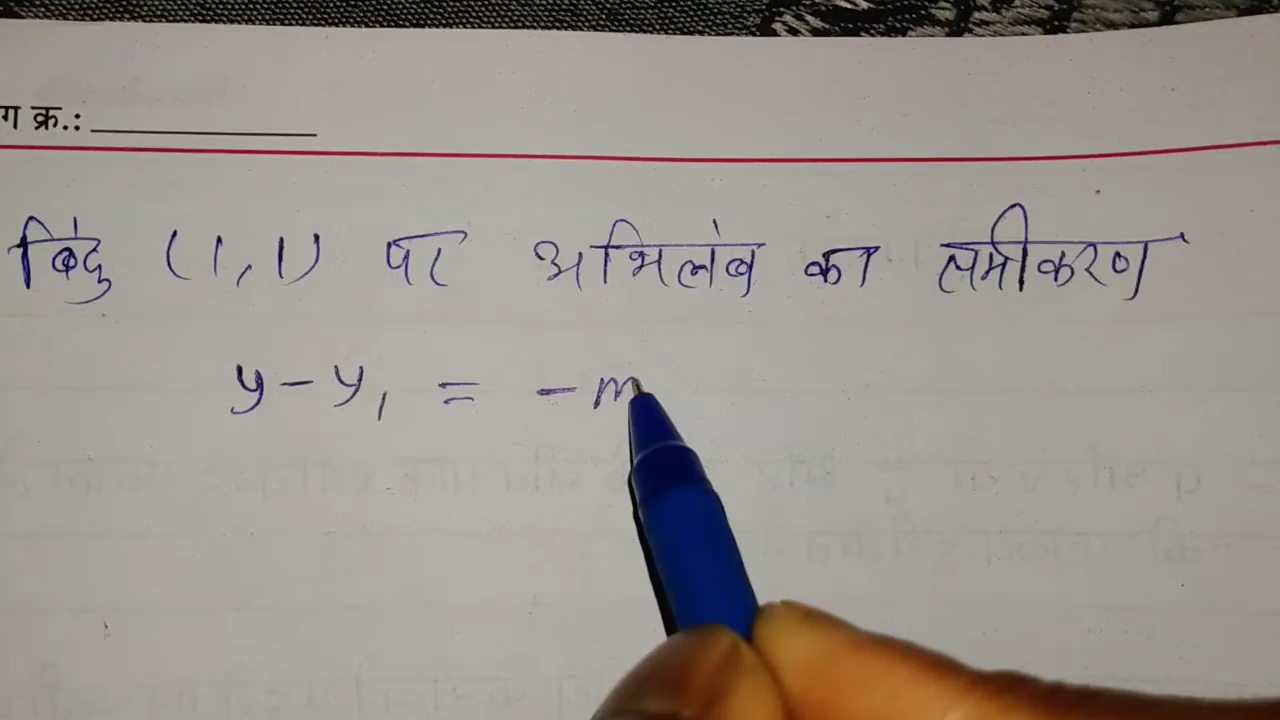 ग क्र.:
बिंदु (1,1) पर अभिलंब का समीकरण
y - y₁ = - m